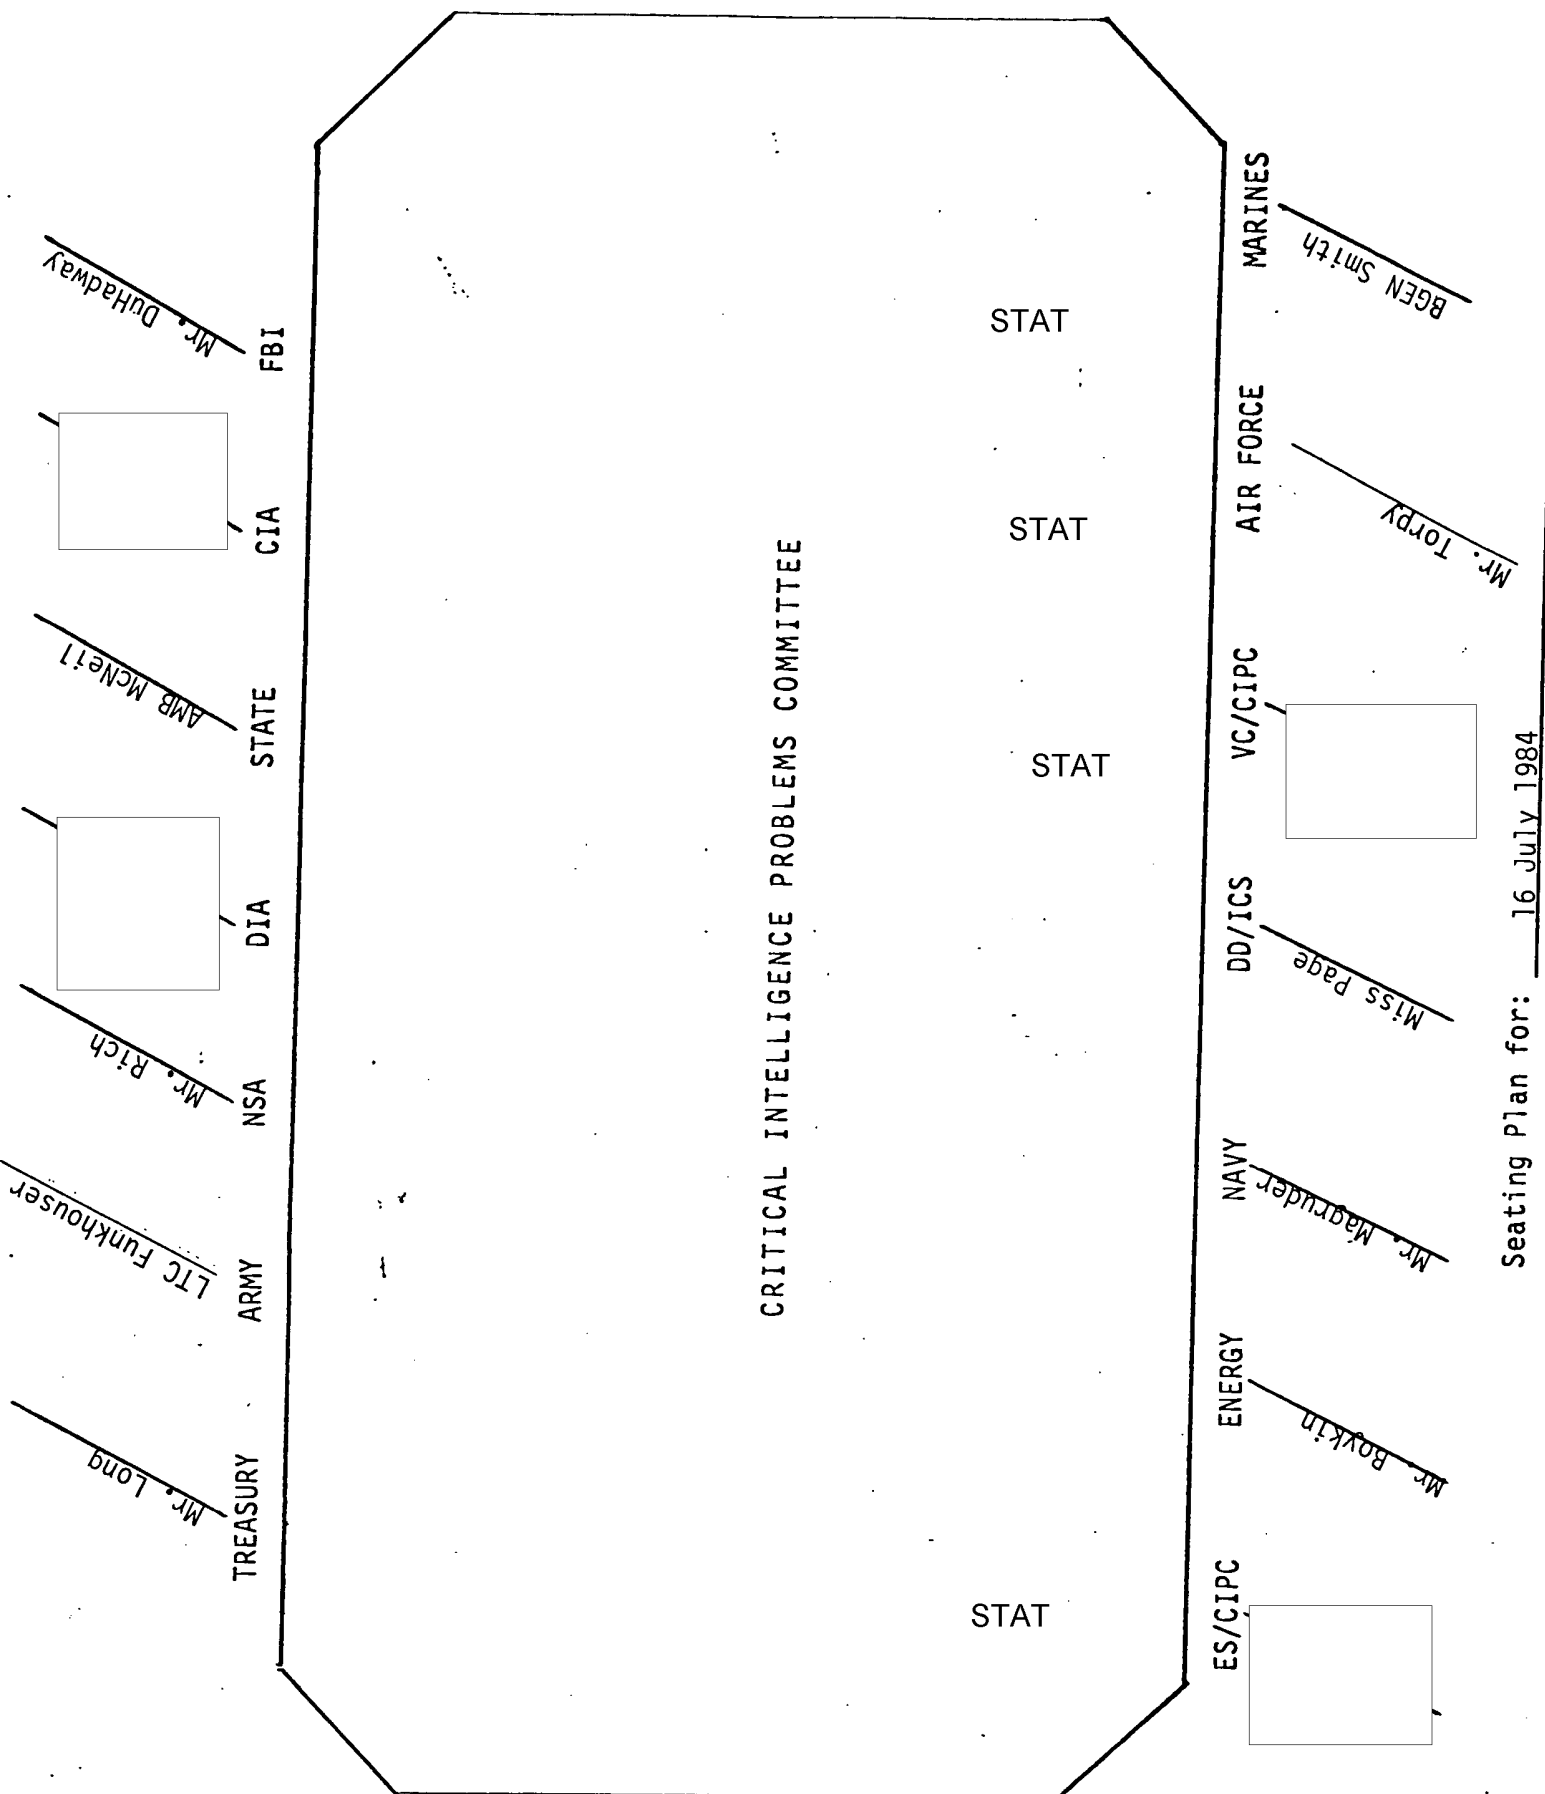 FBI
Mr. DuHadway
CIA
STATE
AMB McNeil
DIA
NSA
Mr. Rich
ARMY
LTC Funkhouser
TREASURY
Mr. Long
CRITICAL INTELLIGENCE PROBLEMS COMMITTEE
STAT
STAT
STAT
STAT
MARINES
BGEN Smith
AIR FORCE
Mr. Torpy
VC/CIPC
DD/ICS
Miss Page
NAVY
Mr. Magruder
ENERGY
Mr. Boykin
ES/CIPC
Seating Plan for: 16 July 1984